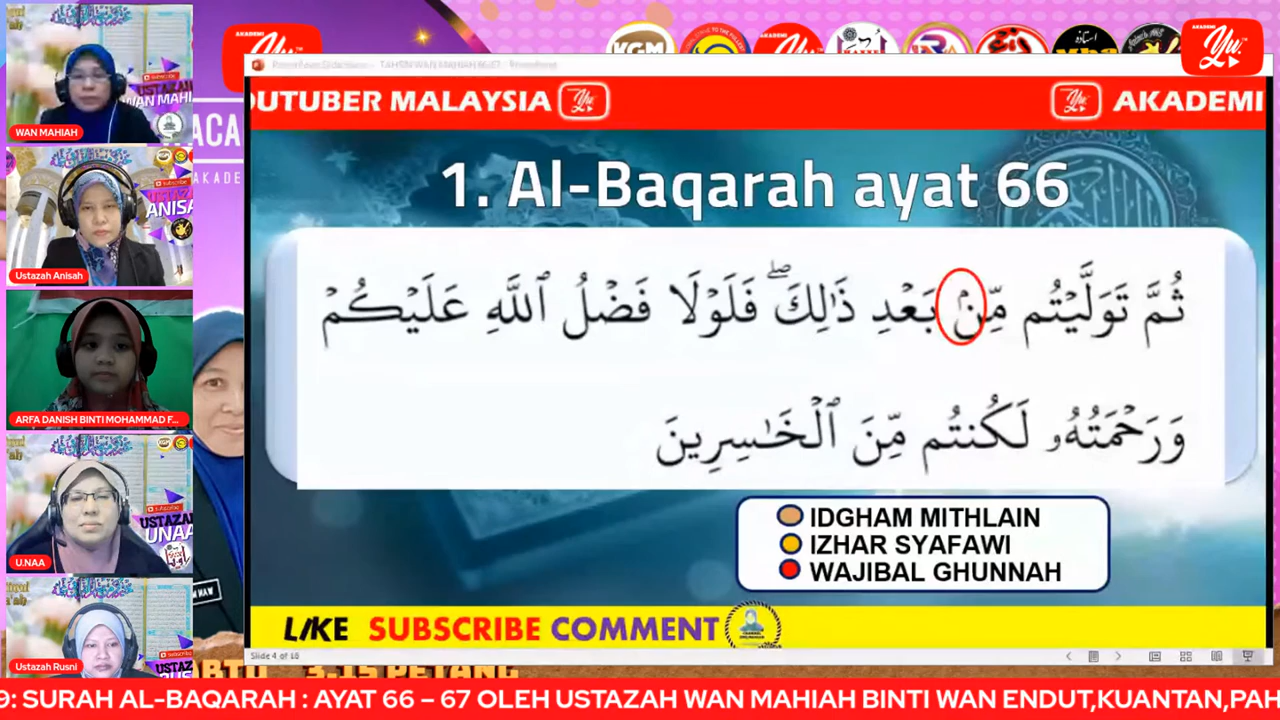 WAN MAHIAH
Ustazah Anisah
ARFA DANISH BINTI MOHAMMAD F...
U.NAA
Ustazah Rusni
OUTUBER MALAYSIA
AKADEMI
1. Al-Baqarah ayat 66
ثُمَّ تَوَلَّيۡتُم مِّنۢ بَعۡدِ ذَٰلِكَۖ فَلَوۡلَا فَضۡلُ ٱللَّهِ عَلَيۡكُمۡ
وَرَحۡمَتُهُۥ لَكُنتُم مِّنَ ٱلۡخَٰسِرِينَ
IDGHAM MITHLAIN
IZHAR SYAFAWI
WAJIBAL GHUNNAH
LIKE SUBSCRIBE COMMENT
Slide 4 of 16
9: SURAH AL-BAQARAH : AYAT 66 – 67 OLEH USTAZAH WAN MAHIAH BINTI WAN ENDUT,KUANTAN,PAH